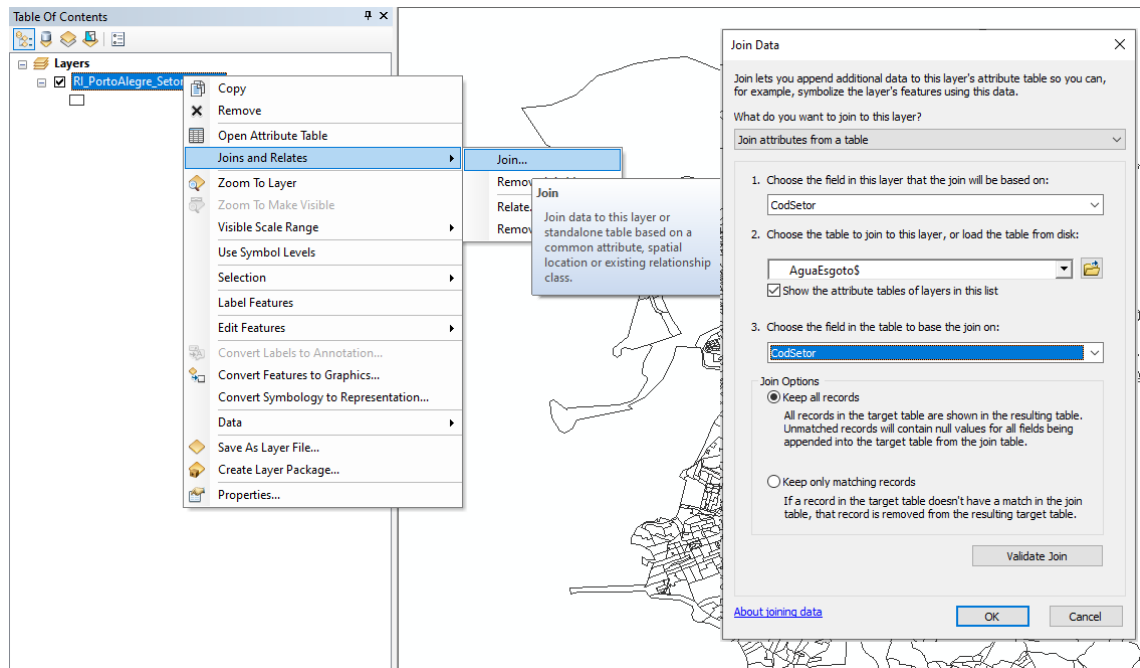 Table Of Contents
Layers
RI_PortoAlegre_Setor
Copy
Remove
Open Attribute Table
Joins and Relates
Zoom To Layer
Zoom To Make Visible
Visible Scale Range
Use Symbol Levels
Selection
Label Features
Edit Features
Convert Labels to Annotation...
Convert Features to Graphics...
Convert Symbology to Representation...
Data
Save As Layer File...
Create Layer Package...
Properties...
Join...
Relate.
Join
Join data to this layer or
standalone table based on a
common attribute, spatial
location or existing relationship
class.
Join Data
Join lets you append additional data to this layer's attribute table so you can,
for example, symbolize the layer's features using this data.
What do you want to join to this layer?
Join attributes from a table
1. Choose the field in this layer that the join will be based on:
CodSetor
2. Choose the table to join to this layer, or load the table from disk:
AguaEsgoto$
Show the attribute tables of layers in this list
3. Choose the field in the table to base the join on:
CodSetor
Join Options
Keep all records
All records in the target table are shown in the resulting table.
Unmatched records will contain null values for all fields being
appended into the target table from the join table.
Keep only matching records
If a record in the target table doesn't have a match in the join
table, that record is removed from the resulting target table.
Validate Join
About joining data
OK
Cancel